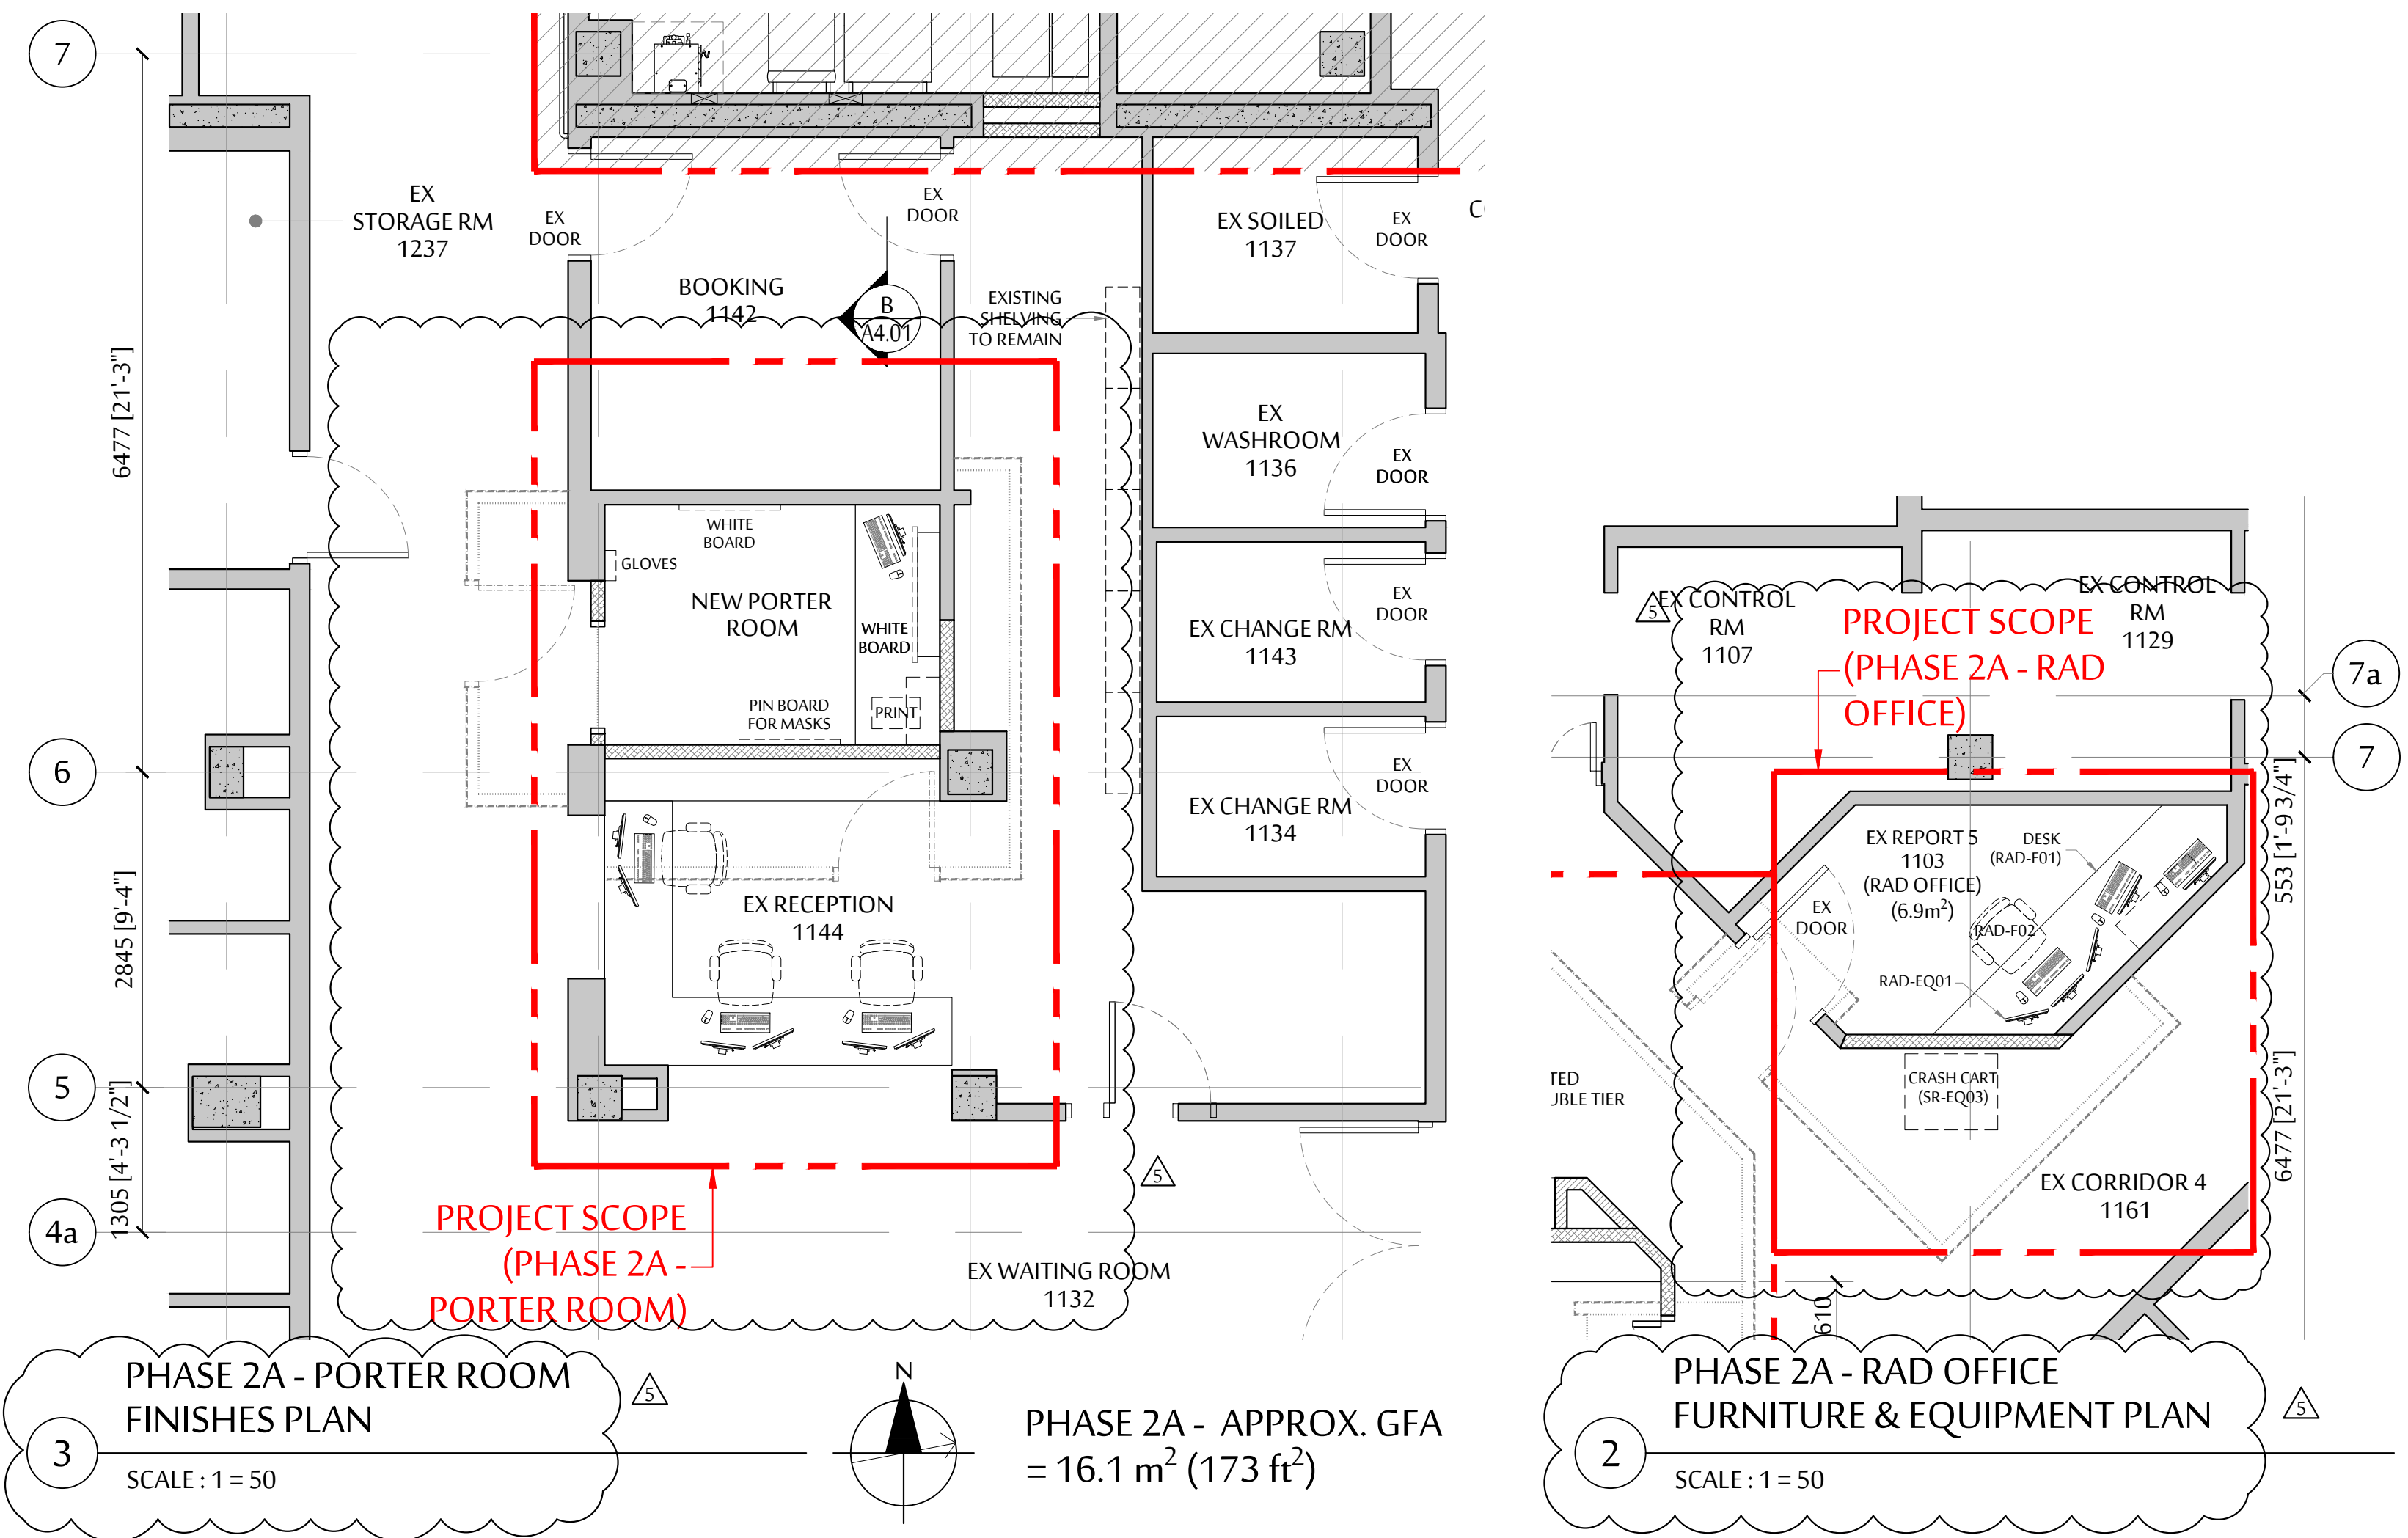 7
EX
STORAGE RM
1237
EX
DOOR
EX
DOOR
EX SOILED
1137
EX
DOOR
BOOKING
1142
B
A4.01
EXISTING
SHELVING
TO REMAIN
6477 [21'-3"]
EX
WASHROOM
1136
EX
DOOR
WHITE
BOARD
GLOVES
NEW PORTER
ROOM
WHITE
BOARD
PIN BOARD
FOR MASKS
PRINT
EX CHANGE RM
1143
EX
DOOR
6
EX CHANGE RM
1134
EX
DOOR
2845 [9'-4"]
EX RECEPTION
1144
5
1305 [4'-3 1/2"]
4a
5
PROJECT SCOPE
(PHASE 2A -
PORTER ROOM)
EX WAITING ROOM
1132
PHASE 2A - PORTER ROOM
FINISHES PLAN
5
3
SCALE : 1 = 50
N
PHASE 2A - APPROX. GFA
= 16.1 m² (173 ft²)
5
EX CONTROL
RM
1107
EX CONTROL
RM
1129
PROJECT SCOPE
(PHASE 2A - RAD
OFFICE)
7a
7
553 [1'-9 3/4"]
EX REPORT 5
1103
(RAD OFFICE)
(6.9m²)
DESK
(RAD-F01)
EX
DOOR
RAD-F02
RAD-EQ01
CRASH CART
(SR-EQ03)
TED
UBLE TIER
6477 [21'-3"]
EX CORRIDOR 4
1161
610
PHASE 2A - RAD OFFICE
FURNITURE & EQUIPMENT PLAN
5
2
SCALE : 1 = 50